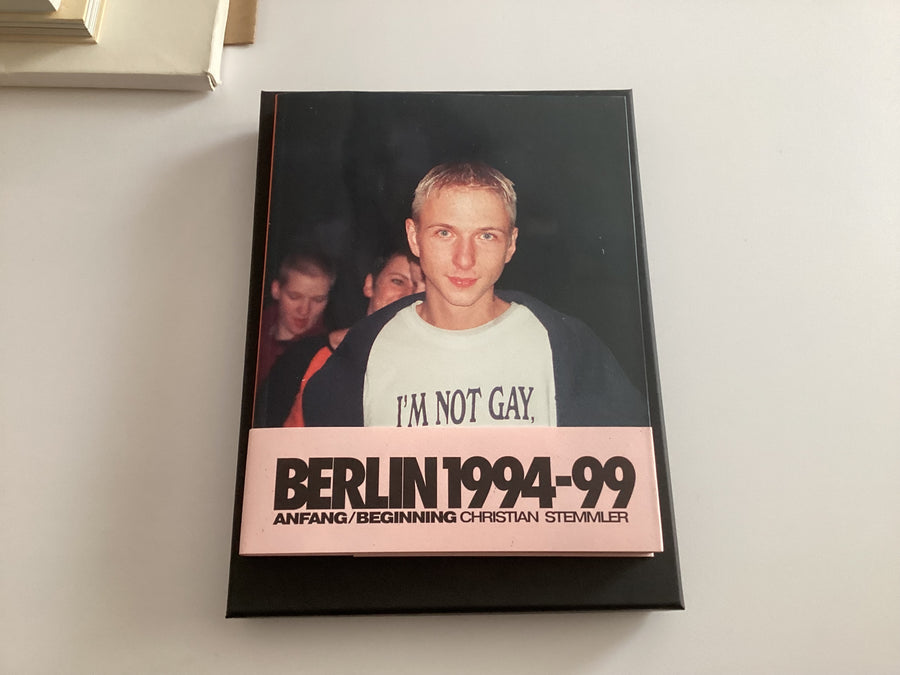 I'M NOT GAY,
BERLIN 1994-99
ANFANG/BEGINNING CHRISTIAN STEMMLER